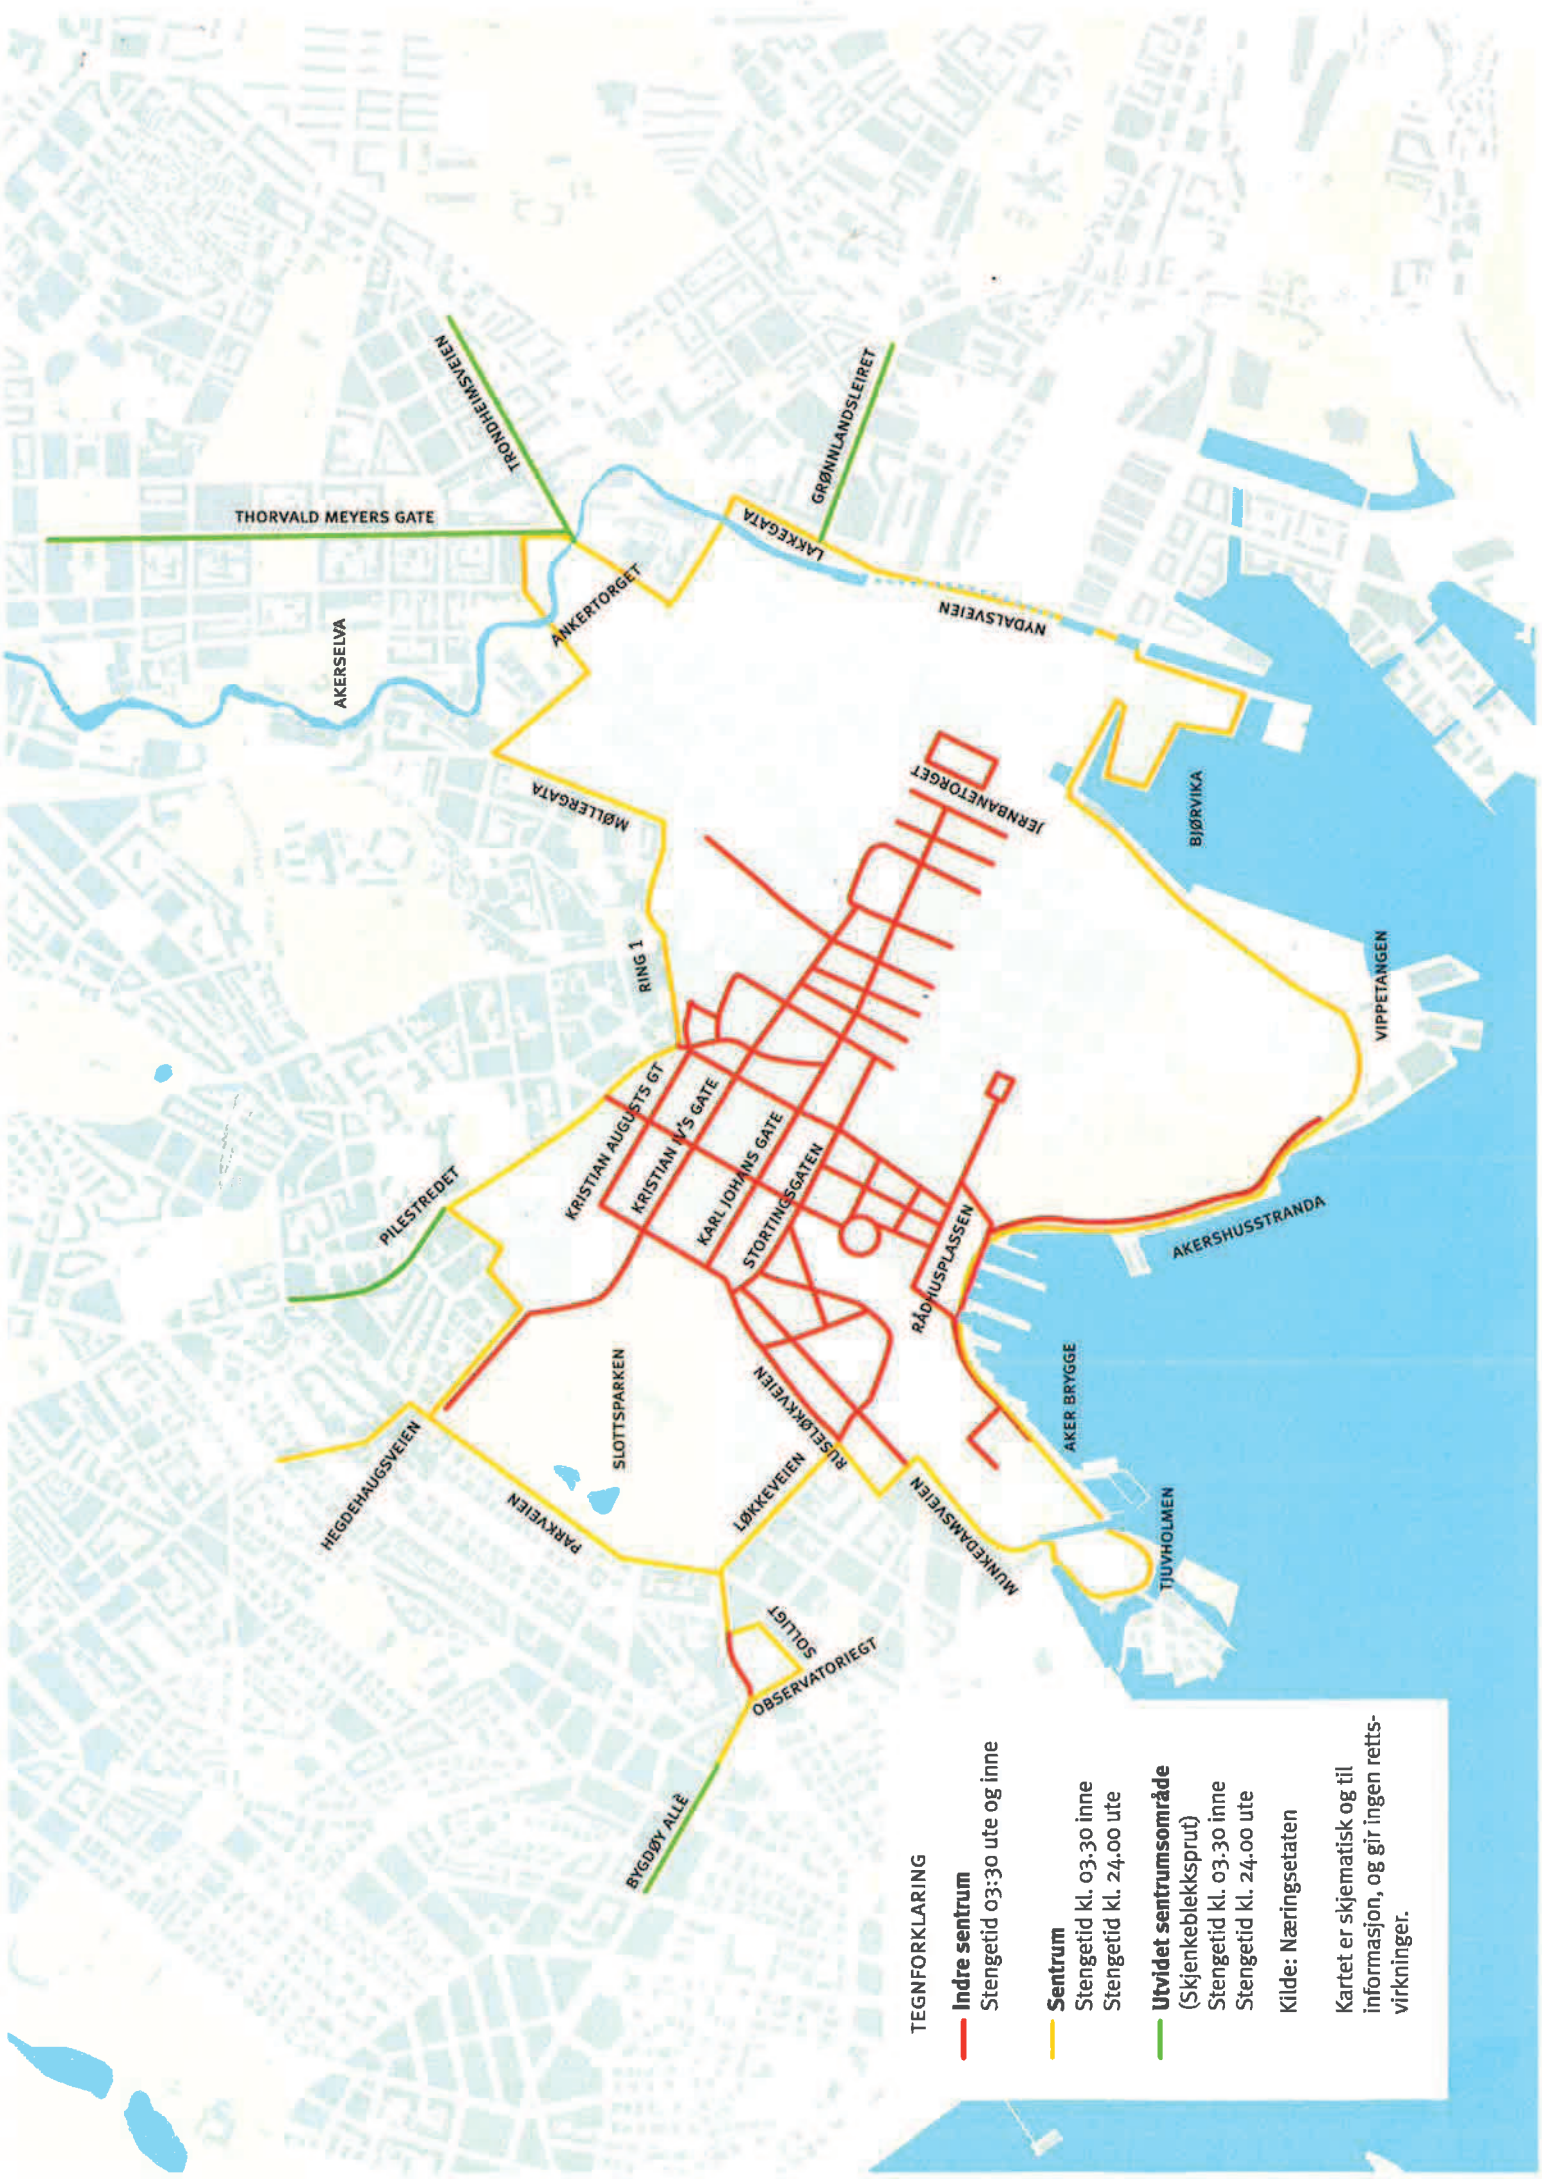 TRONDHEIMSVEIEN
THORVALD MEYERS GATE
GRØNNLANDSLEIRET
LAKKEGATA
AKERSELVA
ANKERTORGET
NYDALSVEIEN
MØLLERGATA
JERNBANETORGET
BJØRVIKA
RING 1
VIPPETANGEN
KRISTIAN AUGUSTS GT
KRISTIAN IV'S GATE
KARL JOHANS GATE
STORTINGSGATEN
PILESTREDET
RÅDHUSPLASSEN
AKERSHUSSTRANDA
SLOTTSPARKEN
HEGDEHAUGSVEIEN
PARKVEIEN
RUSELØKKVEIEN
LØKKEVEIEN
AKER BRYGGE
MUNKEDAMSVEIEN
TJUVHOLMEN
SOLLIGT
OBSERVATORIEGT
BYGDØY ALLÈ
TEGNFORKLARING
Indre sentrum
Stengetid 03:30 ute og inne
Sentrum
Stengetid kl. 03.30 inne
Stengetid kl. 24.00 ute
Utvidet sentrumsområde
(Skjenkeblekksprut)
Stengetid kl. 03.30 inne
Stengetid kl. 24.00 ute
Kilde: Næringsetaten
Kartet er skjematisk og til
informasjon, og gir ingen retts-
virkninger.